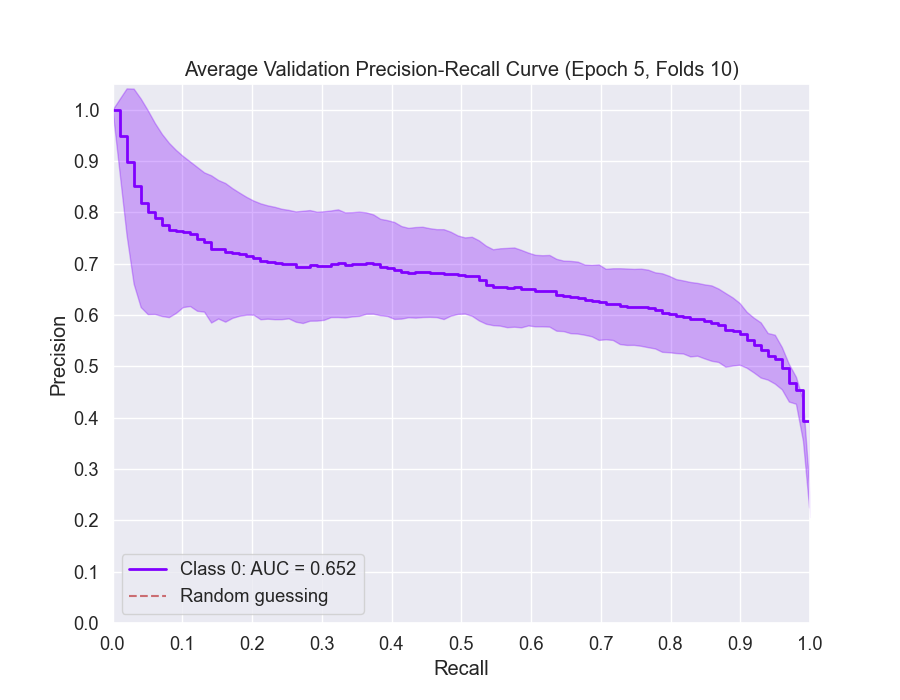 Average Validation Precision-Recall Curve (Epoch 5, Folds 10)
Precision
1.0
0.9
0.8
0.7
0.6
0.5
0.4
0.3
0.2
0.1
0.0
Class 0: AUC = 0.652
Random guessing
0.0 0.1 0.2 0.3 0.4 0.5 0.6 0.7 0.8 0.9 1.0
Recall